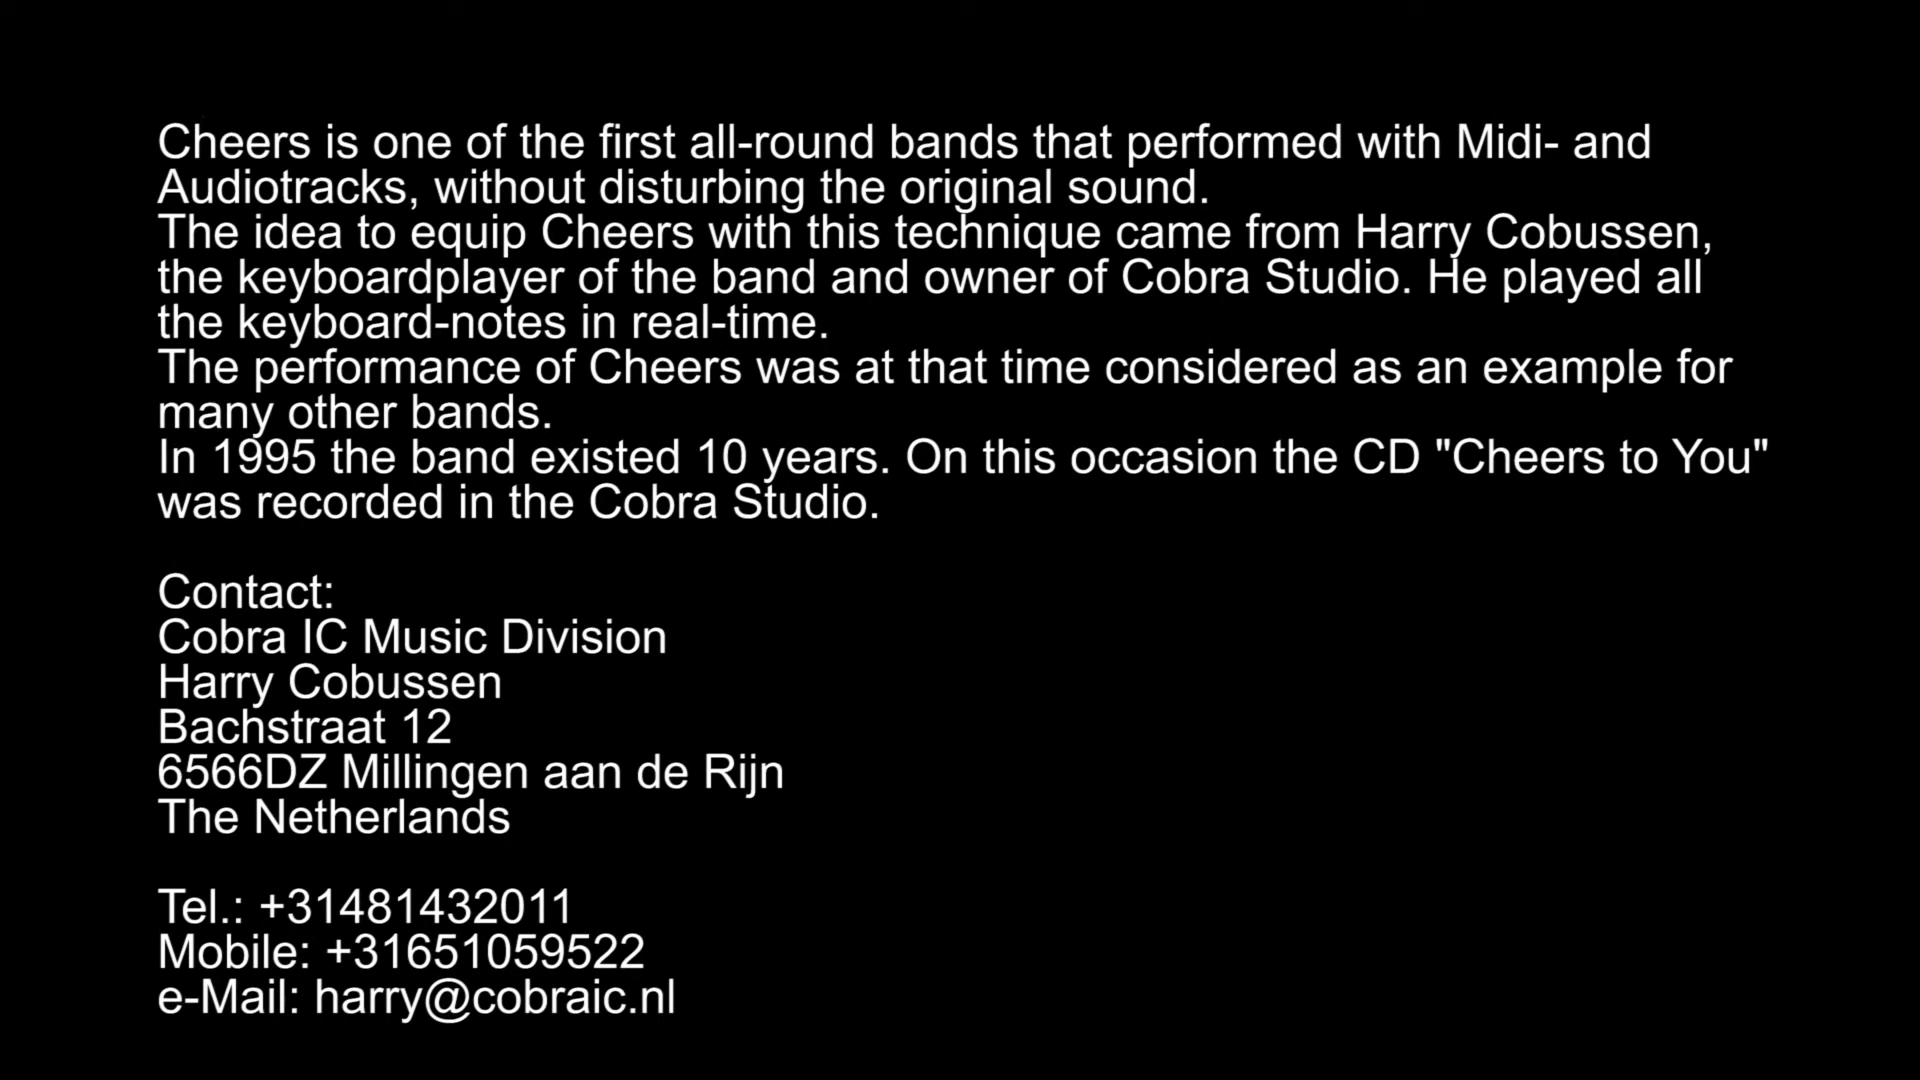 Cheers is one of the first all-round bands that performed with Midi- and
Audiotracks, without disturbing the original sound.
The idea to equip Cheers with this technique came from Harry Cobussen,
the keyboardplayer of the band and owner of Cobra Studio. He played all
the keyboard-notes in real-time.
The performance of Cheers was at that time considered as an example for
many other bands.
In 1995 the band existed 10 years. On this occasion the CD "Cheers to You"
was recorded in the Cobra Studio.

Contact:
Cobra IC Music Division
Harry Cobussen
Bachstraat 12
6566DZ Millingen aan de Rijn
The Netherlands

Tel.: +31481432011
Mobile: +31651059522
e-Mail: harry@cobraic.nl